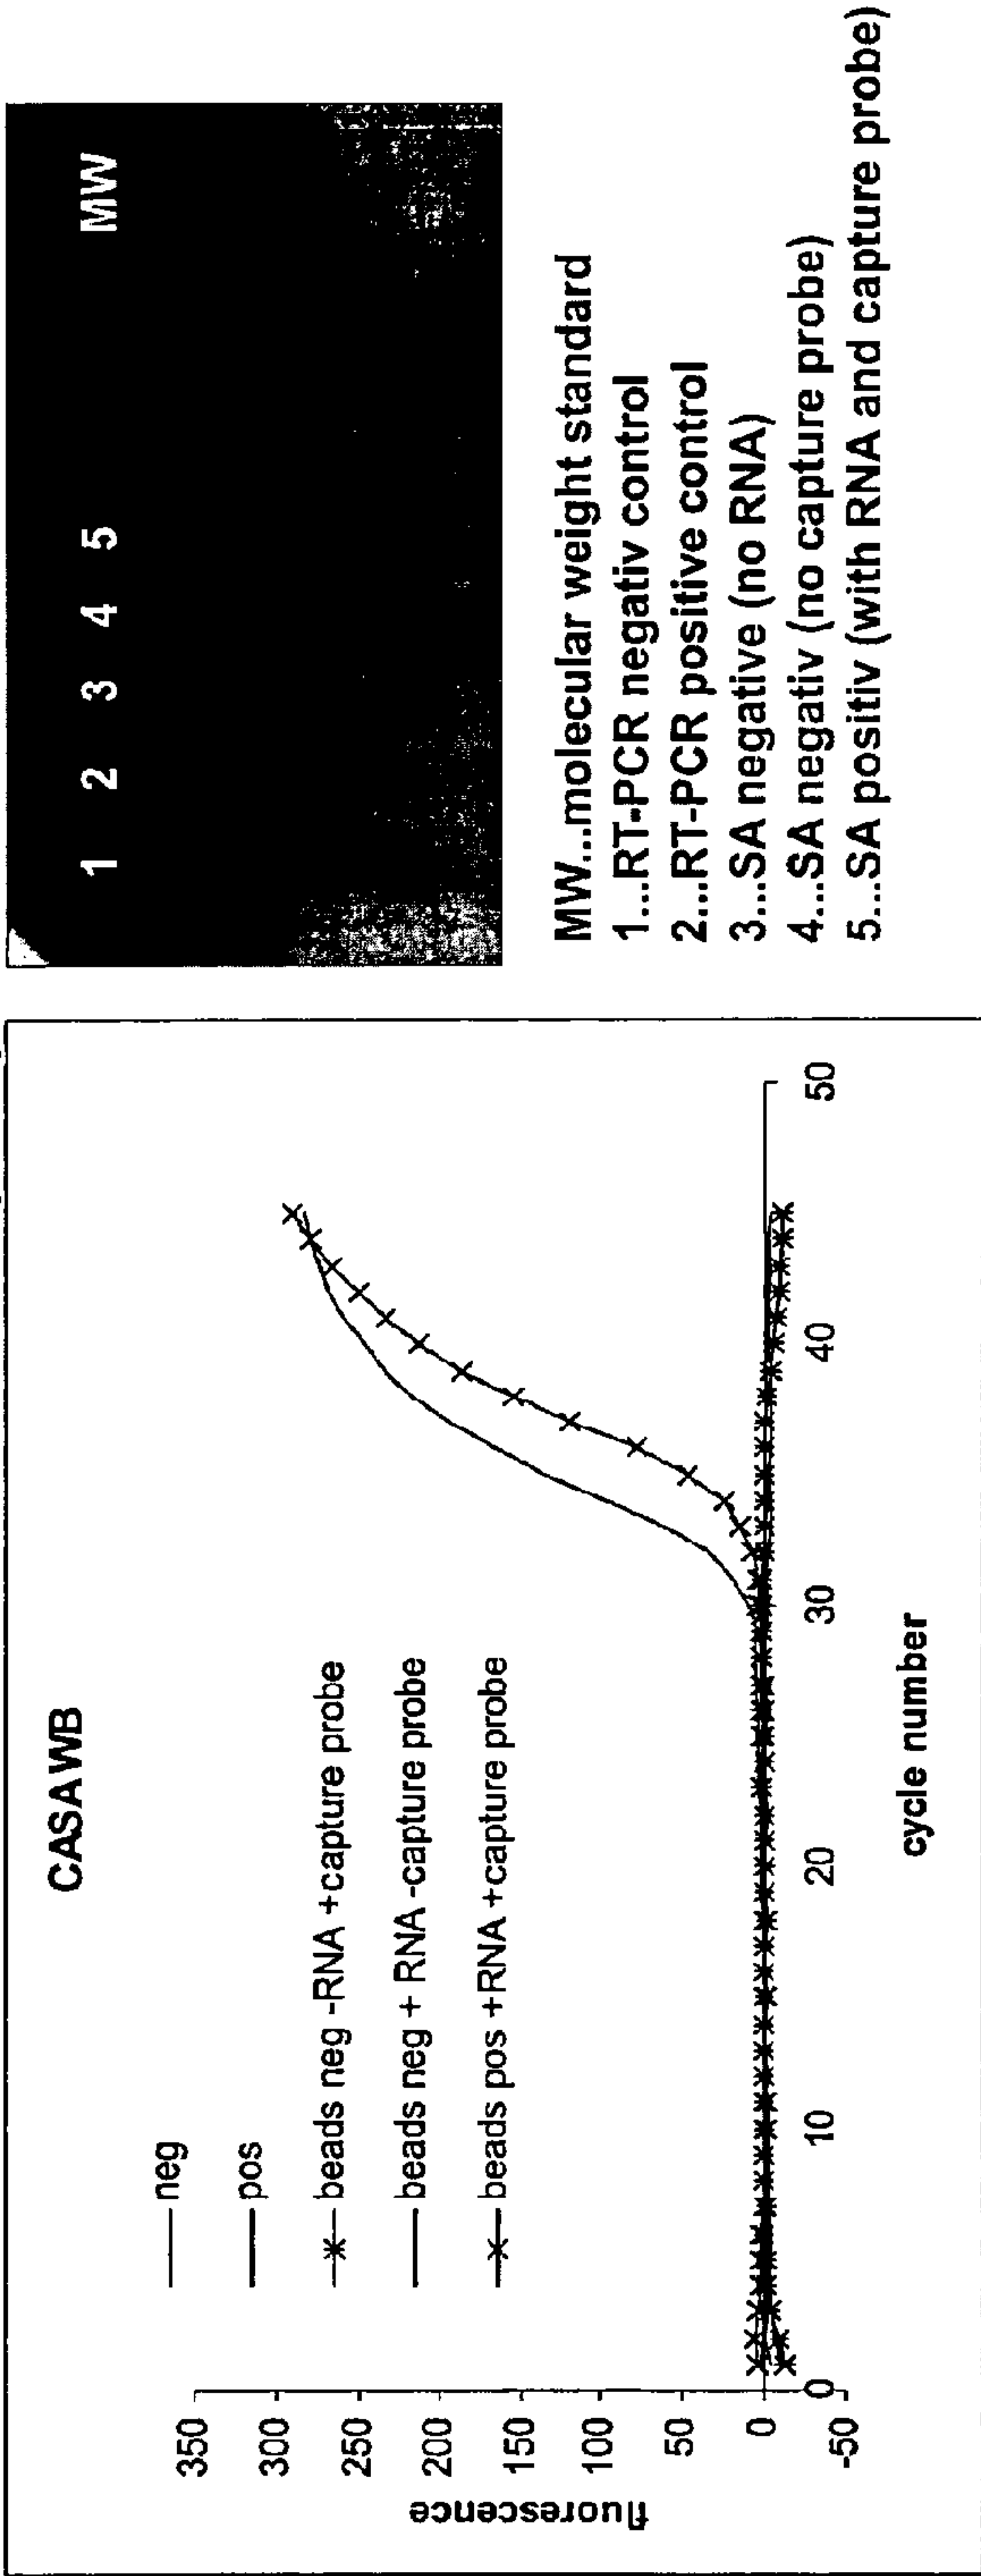 CASAWB
neg
pos
beads neg -RNA +capture probe
beads neg + RNA -capture probe
beads pos +RNA +capture probe
350
300
250
200
150
100
50
0
-50
fluorescence
0 10 20 30 40 50
cycle number
1 2 3 4 5 MW
MW...molecular weight standard
1...RT-PCR negativ control
2...RT-PCR positive control
3...SA negative (no RNA)
4...SA negativ (no capture probe)
5...SA positiv (with RNA and capture probe)